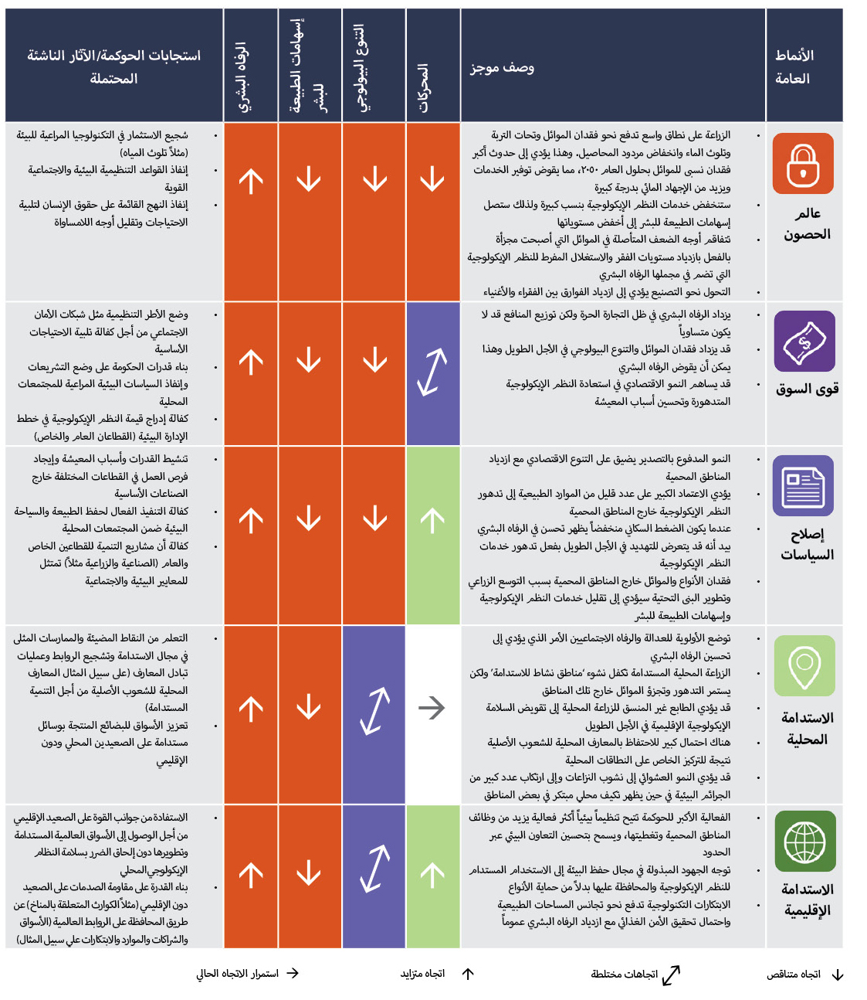 الأنماط
العامة
وصف موجز
المحركات
التنوع البيولوجي
إسهامات الطبيعة
للبشر
الرفاه البشري
استجابات الحوكمة/الآثار الناشئة
المحتملة
عالم
الحصون
• الزراعة على نطاق واسع تدفع نحو فقدان الموائل وتحات التربة
وتلوث الماء وانخفاض مردود المحاصيل. وهذا يؤدي إلى حدوث أكبر
فقدان نسبى للموائل بحلول العام ٢٠٥٠، مما يقوض توفير الخدمات
ويزيد من الإجهاد المائي بدرجة كبيرة
• ستنخفض خدمات النظم الإيكولوجية بنسب كبيرة ولذلك ستصل
إسهامات الطبيعة للبشر إلى أخفض مستوياتها
• تتفاقم أوجه الضعف المتأصلة في الموائل التي أصبحت مجزأة
بالفعل بازدياد مستويات الفقر والاستغلال المفرط للنظم الإيكولوجية
التي تضم في مجملها الرفاه البشري
• التحول نحو التصنيع يؤدي إلى ازدياد الفوارق بين الفقراء والأغنياء
• شجيع الاستثمار في التكنولوجيا المراعية للبيئة
(مثلاً تلوث المياه)
• إنفاذ القواعد التنظيمية البيئية والاجتماعية
القوية
• إنفاذ النهج القائمة على حقوق الإنسان لتلبية
الاحتياجات وتقليل أوجه اللامساواة
قوى السوق
• يزداد الرفاه البشري في ظل التجارة الحرة ولكن توزيع المنافع قد لا
يكون متساوياً
• قد يزداد فقدان الموائل والتنوع البيولوجي في الأجل الطويل وهذا
يمكن أن يقوض الرفاه البشري
• قد يساهم النمو الاقتصادي في استعادة النظم الإيكولوجية
المتدهورة وتحسين أسباب المعيشة
• وضع الأطر التنظيمية مثل شبكات الأمان
الاجتماعي من أجل كفالة تلبية الاحتياجات
الأساسية
• بناء قدرات الحكومة على وضع التشريعات
وإنفاذ السياسات البيئية المراعية للمجتمعات
المحلية
• كفالة إدراج قيمة النظم الإيكولوجية في خطط
الإدارة البيئية (القطاعان العام والخاص)
إصلاح
السياسات
• النمو المدفوع بالتصدير يضيق على التنوع الاقتصادي مع ازدياد
المناطق المحمية
• يؤدي الاعتماد الكبير على عدد قليل من الموارد الطبيعية إلى تدهور
النظم الإيكولوجية خارج المناطق المحمية
• عندما يكون الضغط السكاني منخفضاً يظهر تحسن في الرفاه البشري
بيد أنه قد يتعرض للتهديد في الأجل الطويل بفعل تدهور خدمات
النظم الإيكولوجية
• فقدان الأنواع والموائل خارج المناطق المحمية بسبب التوسع الزراعي
وتطوير البنى التحتية سيؤدي إلى تقليل خدمات النظم الإيكولوجية
وإسهامات الطبيعة للبشر
• تنشيط القدرات وأسباب المعيشة وإيجاد
فرص العمل في القطاعات المختلفة خارج
الصناعات الأساسية
• كفالة التنفيذ الفعال لحفظ الطبيعة والسياحة
البيئية ضمن المجتمعات المحلية
• كفالة أن مشاريع التنمية للقطاعين الخاص
والعام (الصناعية والزراعية مثلاً) تمتثل
للمعايير البيئية والاجتماعية
الاستدامة
المحلية
• توضع الأولوية للعدالة والرفاه الاجتماعيين الأمر الذي يؤدي إلى
تحسين الرفاه البشري
• الزراعة المحلية المستدامة تكفل نشوء ’مناطق نشاط للاستدامة‘ ولكن
يستمر التدهور وتجزؤ الموائل خارج تلك المناطق
• قد يؤدي الطابع غير المنسق للزراعة المحلية إلى تقويض السلامة
الإيكولوجية الإقليمية في الأجل الطويل
• هناك احتمال كبير للاحتفاظ بالمعارف المحلية للشعوب الأصلية
نتيجة للتركيز الخاص على النطاقات المحلية
• قد يؤدي النمو العشوائي إلى نشوب النزاعات وإلى ارتكاب عدد كبير من
الجرائم البيئية في حين يظهر تكيف محلي مبتكر في بعض المناطق
• التعلم من النقاط المضيئة والممارسات المثلى
في مجال الاستدامة وتشجيع الروابط وعمليات
تبادل المعارف (على سبيل المثال المعارف
المحلية للشعوب الأصلية من أجل التنمية
المستدامة)
• تعزيز الأسواق للبضائع المنتجة بوسائل
مستدامة على الصعيدين المحلي ودون
الإقليمي
الاستدامة
الإقليمية
• الفعالية الأكبر للحوكمة تتيح تنظيماً بيئياً أكثر فعالية يزيد من وظائف
المناطق المحمية وتغطيتها، ويسمح بتحسين التعاون البيئي عبر
الحدود
• توجه الجهود المبذولة في مجال حفظ البيئة إلى الاستخدام المستدام
للنظم الإيكولوجية والمحافظة عليها بدلاً من حماية الأنواع
• الابتكارات التكنولوجية تدفع نحو تجانس المساحات الطبيعية
واحتمال تحقيق الأمن الغذائي مع ازدياد الرفاه البشري عموماً
• الاستفادة من جوانب القوة على الصعيد الإقليمي
من أجل الوصول إلى الأسواق العالمية المستدامة
وتطويرها دون إلحاق الضرر بسلامة النظام
الإيكولوجي المحلي
• بناء القدرة على مقاومة الصدمات على الصعيد
دون الإقليمي (مثلاً الكوارث المتعلقة بالمناخ) عن
طريق المحافظة على الروابط العالمية (الأسواق
والشراكات والموارد والابتكارات علي سبيل المثال)
اتجاه متناقص
اتجاهات مختلطة
اتجاه متزايد
استمرار الاتجاه الحالي